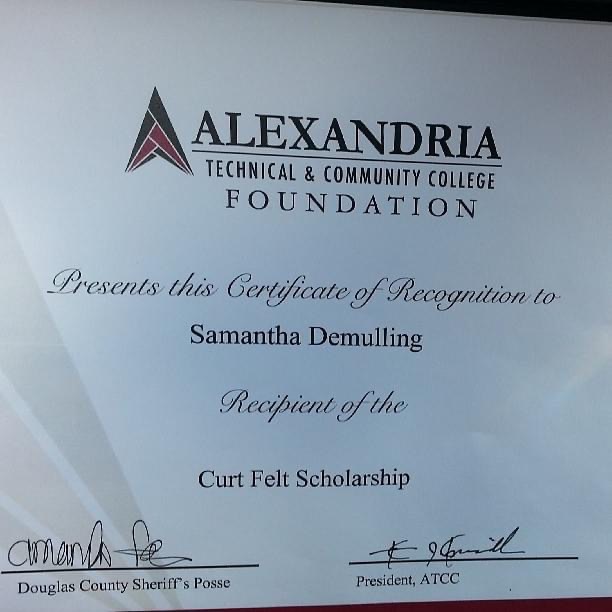 ALEXANDRIA
TECHNICAL & COMMUNITY COLLEGE
FOUNDATION
Presents this Certificate of Recognition to
Samantha Demulling
Recipient of the
Curt Felt Scholarship
Douglas County Sheriff's Posse
President, ATCC